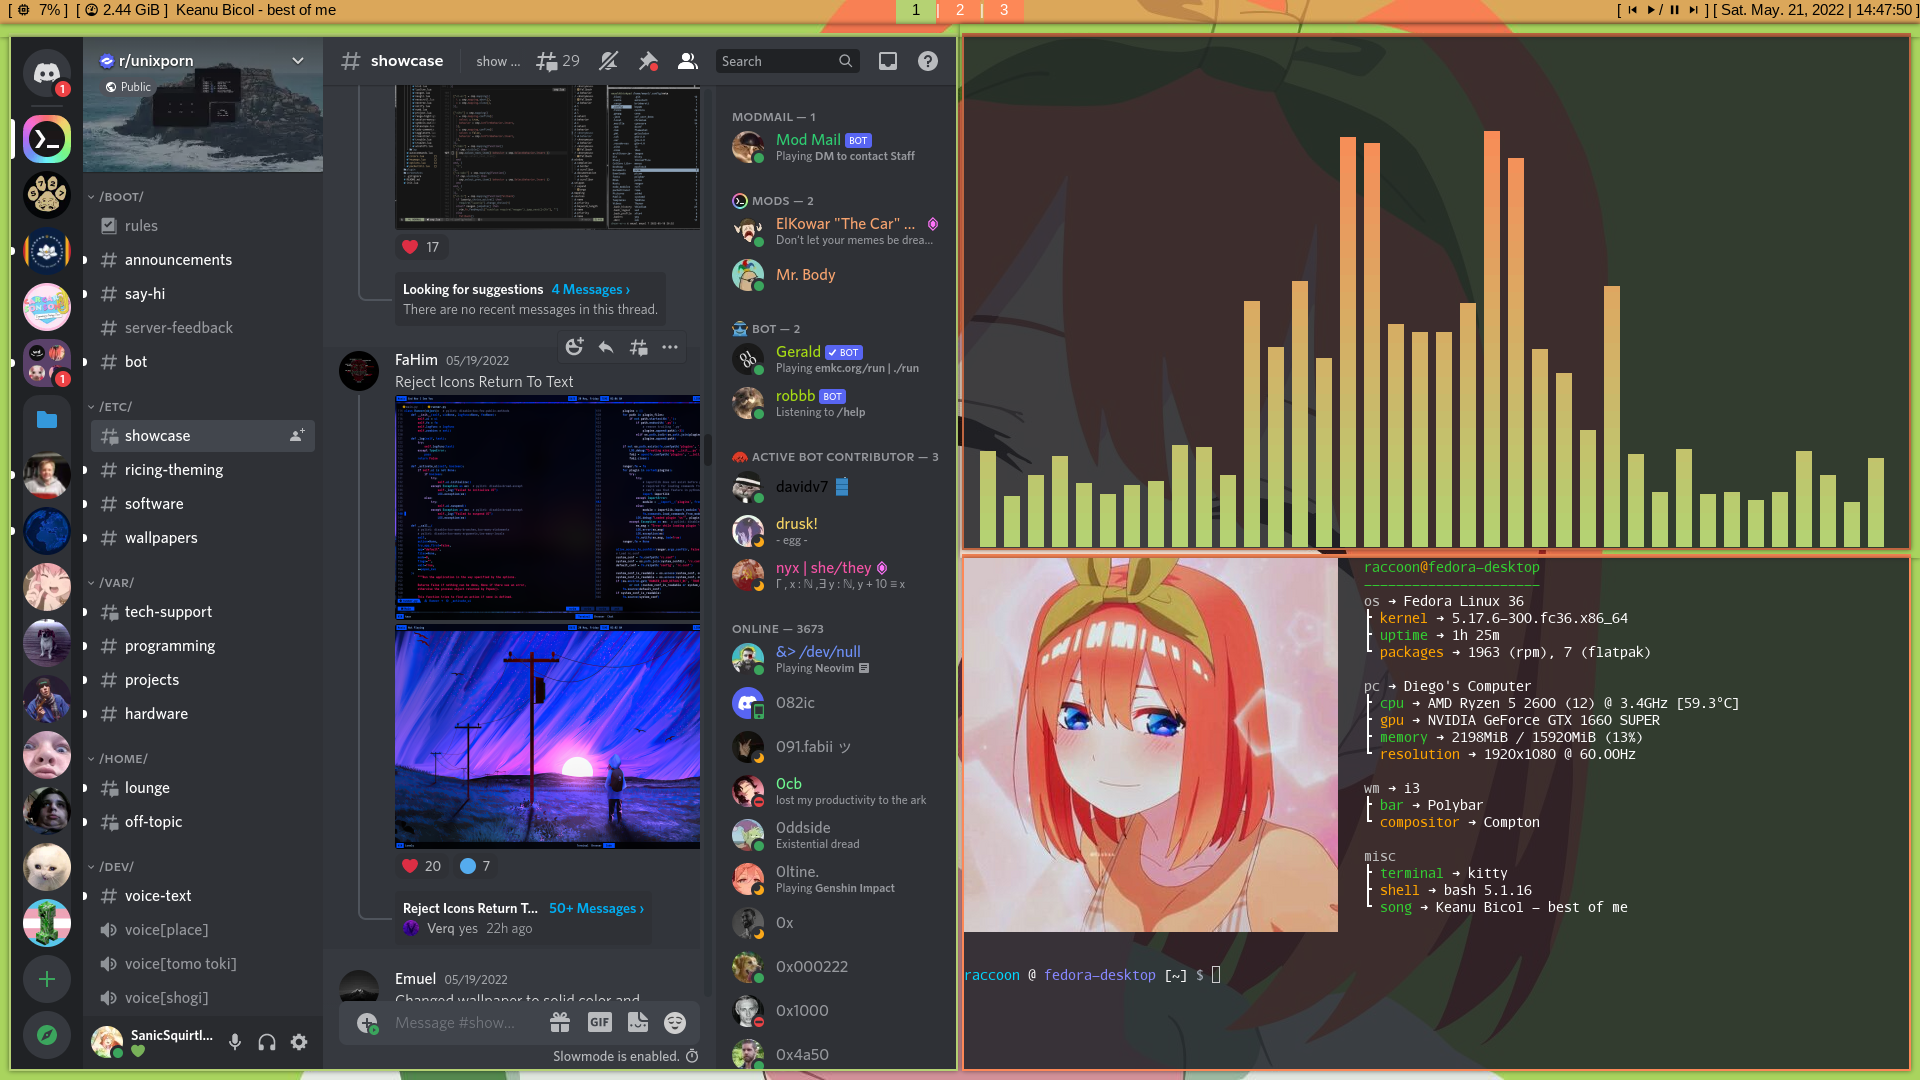 [ 7% ] [ 2.44 GiB ] Keanu Bicol - best of me
1 | 2 | 3
[ / ] [ Sat. May. 21, 2022 | 14:47:50 ]
r/unixporn
Public
1
/BOOT/
rules
announcements
say-hi
server-feedback
bot
1
/ETC/
showcase
ricing-theming
software
wallpapers
/VAR/
tech-support
programming
projects
hardware
/HOME/
lounge
off-topic
/DEV/
voice-text
voice[place]
voice[tomo toki]
voice[shogi]
SanicSquirtl...
showcase
show ...
29
Search
17
Looking for suggestions 4 Messages ›
There are no recent messages in this thread.
FaHim 05/19/2022
Reject Icons Return To Text
20
7
Reject Icons Return T... 50+ Messages ›
Verq yes 22h ago
Emuel 05/19/2022
Changed wallpaper to solid color and
Message #show...
GIF
Slowmode is enabled.
MODMAIL — 1
Mod Mail BOT
Playing DM to contact Staff
MODS — 2
ElKowar "The Car" ...
Don't let your memes be drea...
Mr. Body
BOT — 2
Gerald ✓ BOT
Playing emkc.org/run | ./run
robbb BOT
Listening to /help
ACTIVE BOT CONTRIBUTOR — 3
davidv7
drusk!
- egg -
nyx | she/they
Γ , x : ℕ , ∃ y : ℕ, y + 10 ≡ x
ONLINE — 3673
&> /dev/null
Playing Neovim
082ic
091.fabii ッ
0cb
lost my productivity to the ark
0ddside
Existential dread
0ltine.
Playing Genshin Impact
0x
0x000222
0x1000
0x4a50
raccoon@fedora-desktop
os → Fedora Linux 36
kernel → 5.17.6-300.fc36.x86_64
uptime → 1h 25m
packages → 1963 (rpm), 7 (flatpak)
pc → Diego's Computer
cpu → AMD Ryzen 5 2600 (12) @ 3.4GHz [59.3°C]
gpu → NVIDIA GeForce GTX 1660 SUPER
memory → 2198MiB / 15920MiB (13%)
resolution → 1920x1080 @ 60.00Hz
wm → i3
bar → Polybar
compositor → Compton
misc
terminal → kitty
shell → bash 5.1.16
song → Keanu Bicol – best of me
raccoon @ fedora-desktop [~] $